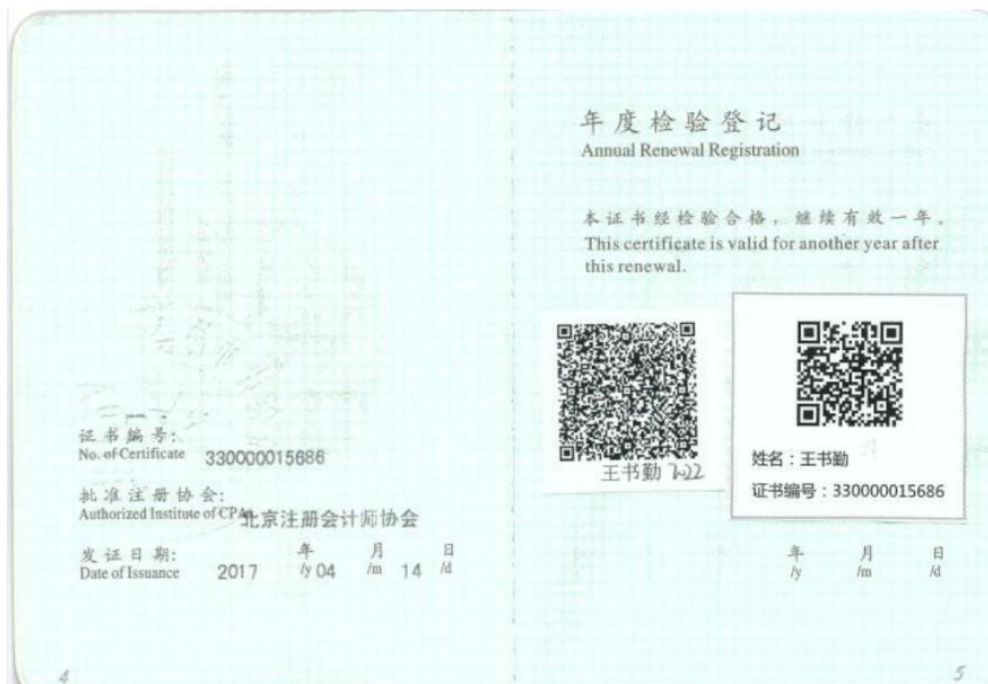 证书编号:
No. of Certificate 330000015686
批准注册协会:
Authorized Institute of CPAs 北京注册会计师协会
发证日期:
Date of Issuance 2017 年 /y 04 月 /m 14 日 /d
4
年度检验登记
Annual Renewal Registration
本证书经检验合格，继续有效一年。
This certificate is valid for another year after
this renewal.
王书勤 2022
姓名：王书勤
证书编号：330000015686
年 月 日
/y /m /d
5